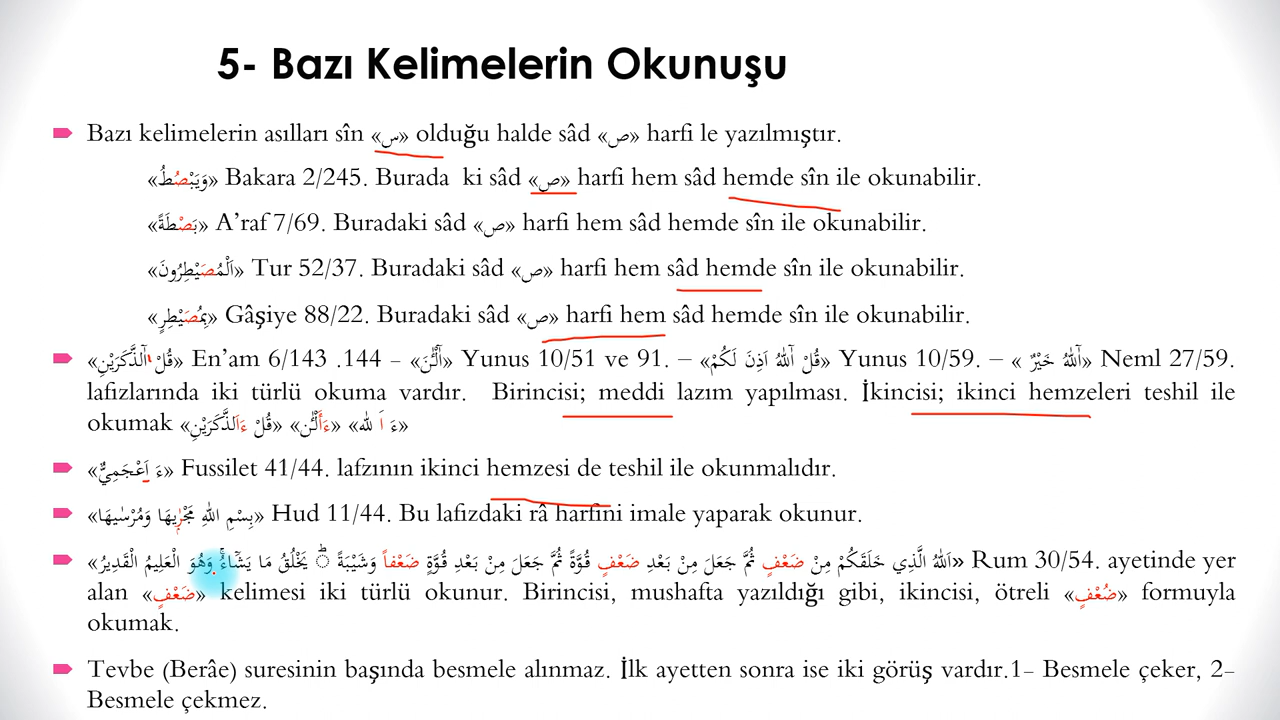 5- Bazı Kelimelerin Okunuşu
Bazı kelimelerin asılları sîn «س» olduğu halde sâd «ص» harfi le yazılmıştır.
«وَيَبْصُطُ» Bakara 2/245. Burada ki sâd «ص» harfi hem sâd hemde sîn ile okunabilir.
«بَصْطَةً» A'raf 7/69. Buradaki sâd «ص» harfi hem sâd hemde sîn ile okunabilir.
«اَلْمُصَيْطِرُونَ» Tur 52/37. Buradaki sâd «ص» harfi hem sâd hemde sîn ile okunabilir.
«بِمُصَيْطِرٍ» Gâşiye 88/22. Buradaki sâd «ص» harfi hem sâd hemde sîn ile okunabilir.
«قُلْ آٰلذَّكَرَيْنِ» En'am 6/143 .144 – «آٰلْـٰٔنَ» Yunus 10/51 ve 91. – «قُلْ آٰللّٰهُ اَذِنَ لَكُمْ» Yunus 10/59. – « آٰللّٰهُ خَيْرٌ» Neml 27/59.
lafızlarında iki türlü okuma vardır. Birincisi; meddi lazım yapılması. İkincisi; ikinci hemzeleri teshil ile
okumak «قُلْ ءَاَلذَّكَرَيْنِ» «ءَاَلْـٰٔنَ» «ءَ اَ لله»
«ءَ اَعْجَمِيٌّ» Fussilet 41/44. lafzının ikinci hemzesi de teshil ile okunmalıdır.
«بِسْمِ اللّٰهِ مَجْرٰۭيهَا وَمُرْسٰيهَا» Hud 11/44. Bu lafizdaki râ harfini imale yaparak okunur.
«اَللّٰهُ الَّذِي خَلَقَكُمْ مِنْ ضَعْفٍ ثُمَّ جَعَلَ مِنْ بَعْدِ ضَعْفٍ قُوَّةً ثُمَّ جَعَلَ مِنْ بَعْدِ قُوَّةٍ ضَعْفاً وَشَيْبَةً ۜ يَخْلُقُ مَا يَشَٓاءُۚ وَهُوَ الْعَلِيمُ الْقَدِيرُ» Rum 30/54. ayetinde yer
alan «ضَعْفٍ» kelimesi iki türlü okunur. Birincisi, mushafta yazıldığı gibi, ikincisi, ötreli «ضُعْفٍ» formuyla
okumak.
Tevbe (Berâe) suresinin başında besmele alınmaz. İlk ayetten sonra ise iki görüş vardır.1– Besmele çeker, 2–
Besmele çekmez.